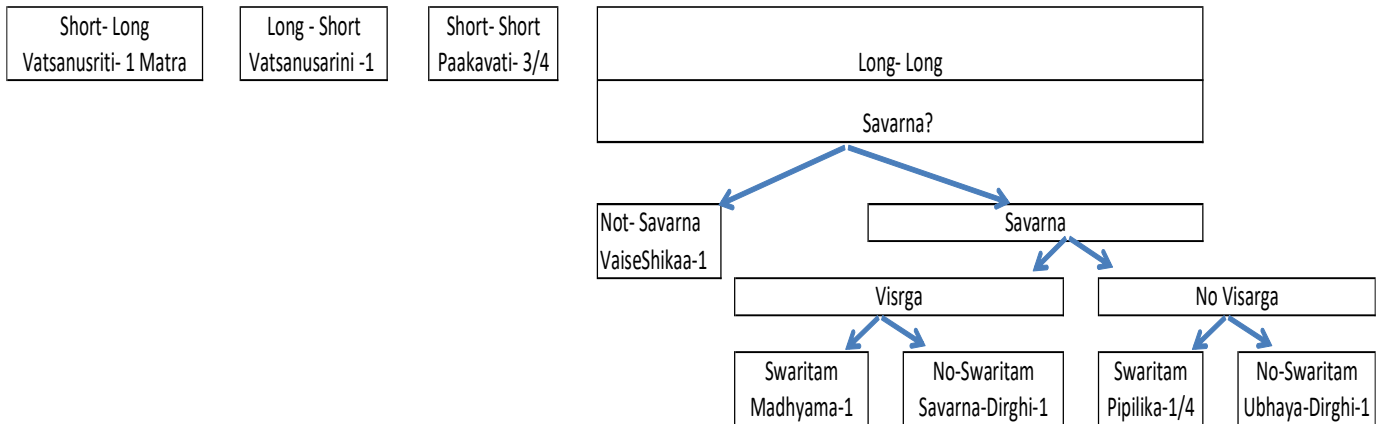 Short- Long
Vatsanusriti- 1 Matra
Long - Short
Vatsanusarini -1
Short- Short
Paakavati- 3/4
Long- Long
Savarna?
Not- Savarna
VaiseShikaa-1
Savarna
Visrga
No Visarga
Swaritam
Madhyama-1
No-Swaritam
Savarna-Dirghi-1
Swaritam
Pipilika-1/4
No-Swaritam
Ubhaya-Dirghi-1